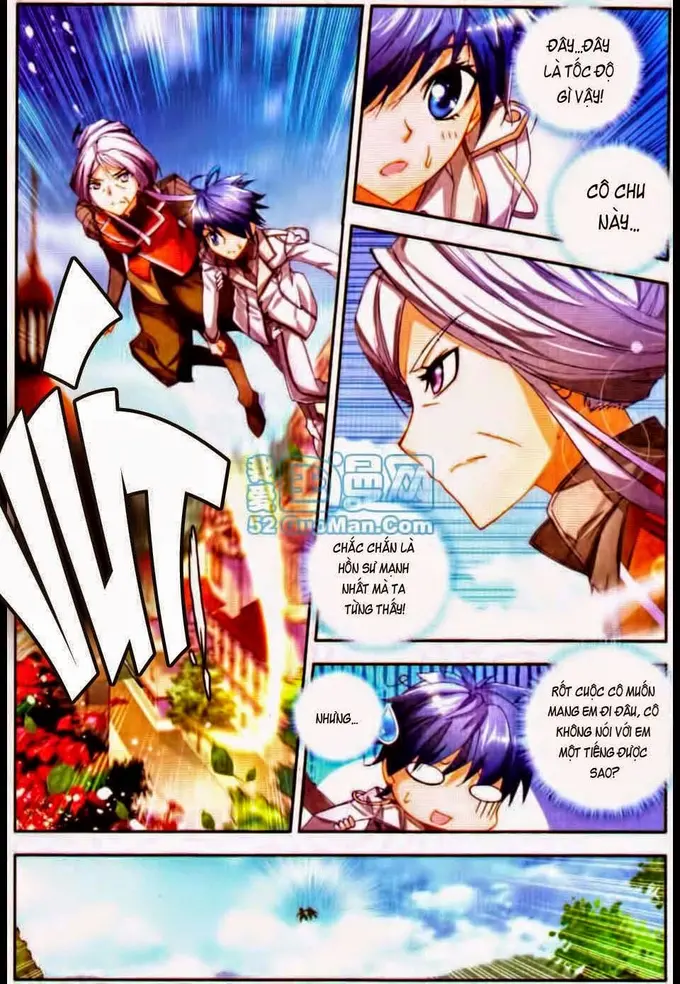 ĐÂY...ĐÂY
LÀ TỐC ĐỘ
GÌ VẬY!
CÔ CHU
NÀY...
VÚT...
52GuoMan.Com
CHẮC CHẮN LÀ
HỒN SƯ MẠNH
NHẤT MÀ TA
TỪNG THẤY!
NHƯNG...
RỐT CUỘC CÔ MUỐN
MANG EM ĐI ĐÂU, CÔ
KHÔNG NÓI VỚI EM
MỘT TIẾNG ĐƯỢC
SAO?